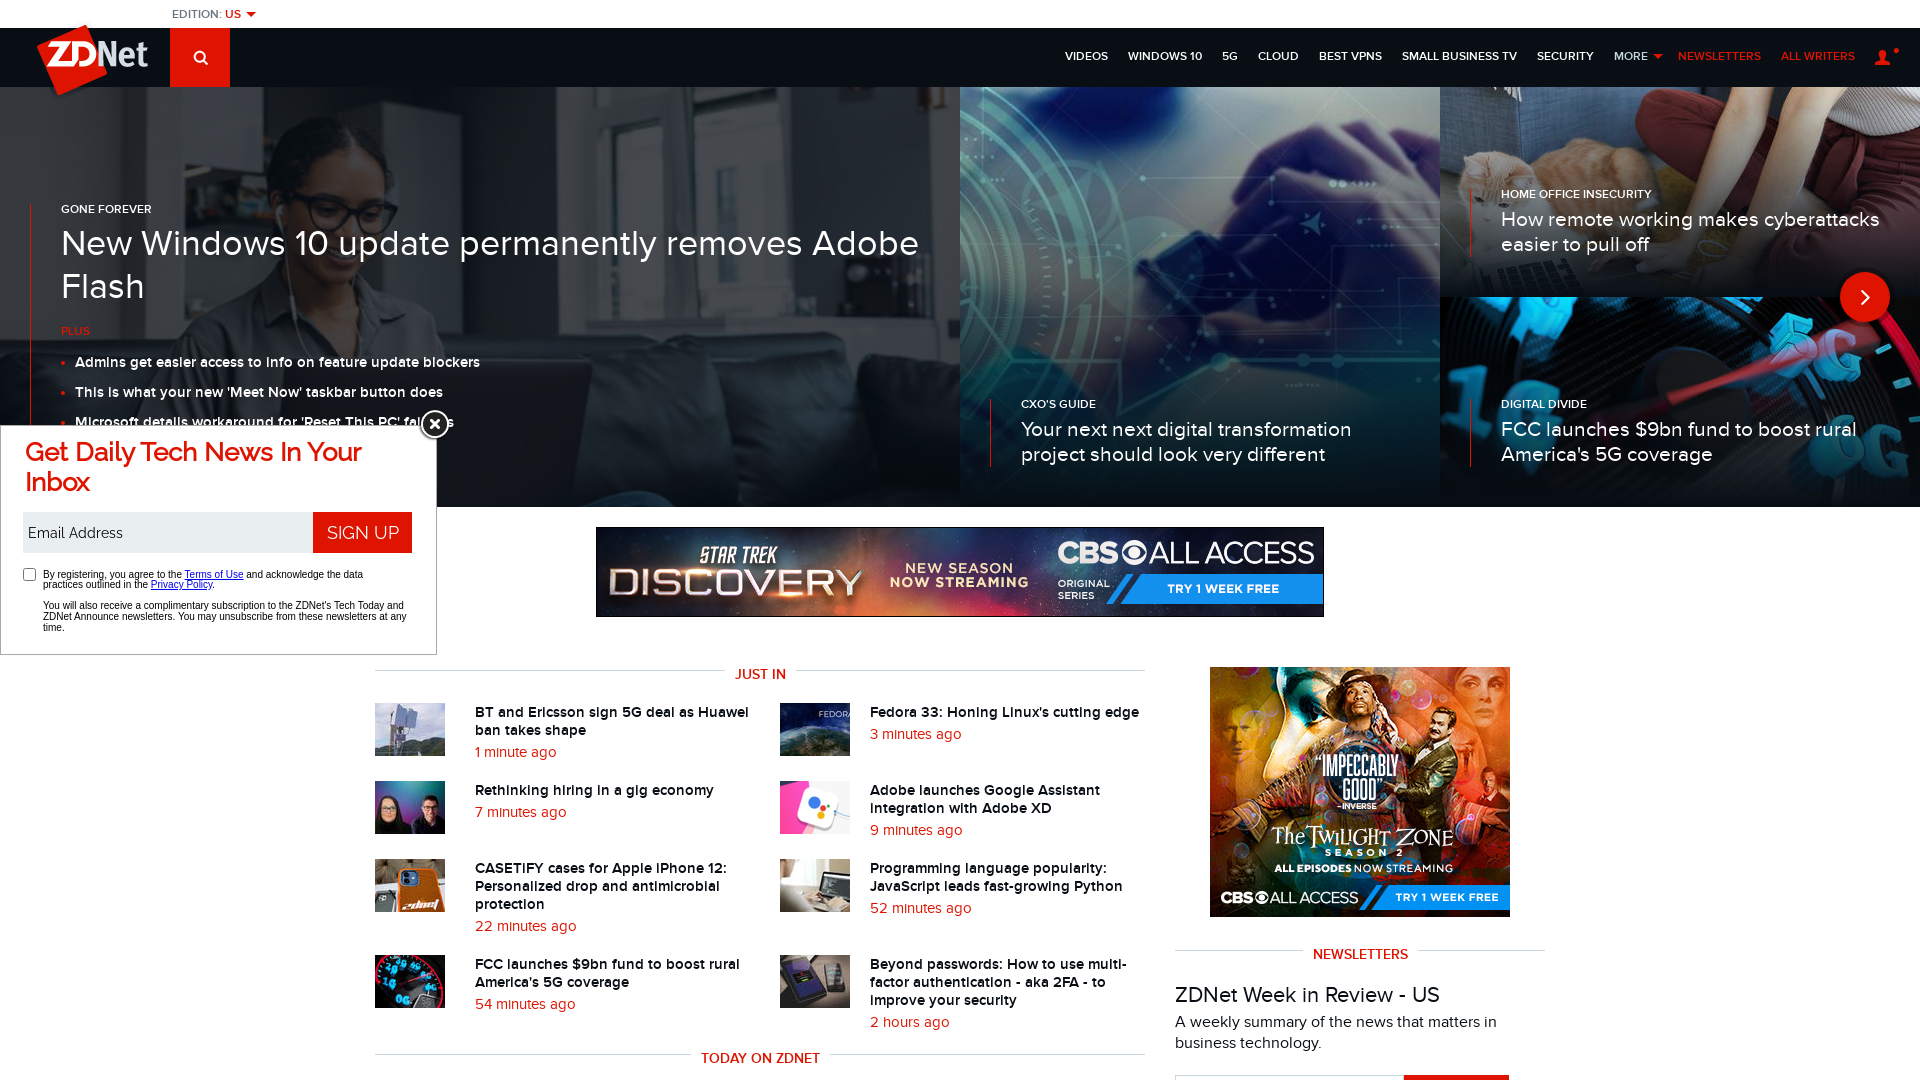 EDITION: US
ZDNet
VIDEOS WINDOWS 10 5G CLOUD BEST VPNS SMALL BUSINESS TV SECURITY MORE NEWSLETTERS ALL WRITERS
GONE FOREVER
New Windows 10 update permanently removes Adobe
Flash
PLUS
Admins get easier access to info on feature update blockers
This is what your new 'Meet Now' taskbar button does
Microsoft details workaround for 'Reset This PC'
CXO'S GUIDE
Your next next digital transformation
project should look very different
HOME OFFICE INSECURITY
How remote working makes cyberattacks
easier to pull off
DIGITAL DIVIDE
FCC launches $9bn fund to boost rural
America's 5G coverage
Get Daily Tech News In Your
Inbox
Email Address
SIGN UP
By registering, you agree to the Terms of Use and acknowledge the data
practices outlined in the Privacy Policy.
You will also receive a complimentary subscription to the ZDNet's Tech Today and
ZDNet Announce newsletters. You may unsubscribe from these newsletters at any
time.
STAR TREK
DISCOVERY
NEW SEASON
NOW STREAMING
CBS ALL ACCESS
ORIGINAL
SERIES
TRY 1 WEEK FREE
JUST IN
BT and Ericsson sign 5G deal as Huawei
ban takes shape
1 minute ago
FEDORA
Fedora 33: Honing Linux's cutting edge
3 minutes ago
Rethinking hiring in a gig economy
7 minutes ago
Adobe launches Google Assistant
integration with Adobe XD
9 minutes ago
zdnet
CASETiFY cases for Apple iPhone 12:
Personalized drop and antimicrobial
protection
22 minutes ago
Programming language popularity:
JavaScript leads fast-growing Python
52 minutes ago
FCC launches $9bn fund to boost rural
America's 5G coverage
54 minutes ago
Beyond passwords: How to use multi-
factor authentication - aka 2FA - to
improve your security
2 hours ago
TODAY ON ZDNET
"IMPECCABLY
GOOD"
–INVERSE
The TWILIGHT ZONE
SEASON 2
ALL EPISODES NOW STREAMING
CBS ALL ACCESS
TRY 1 WEEK FREE
NEWSLETTERS
ZDNet Week in Review - US
A weekly summary of the news that matters in
business technology.